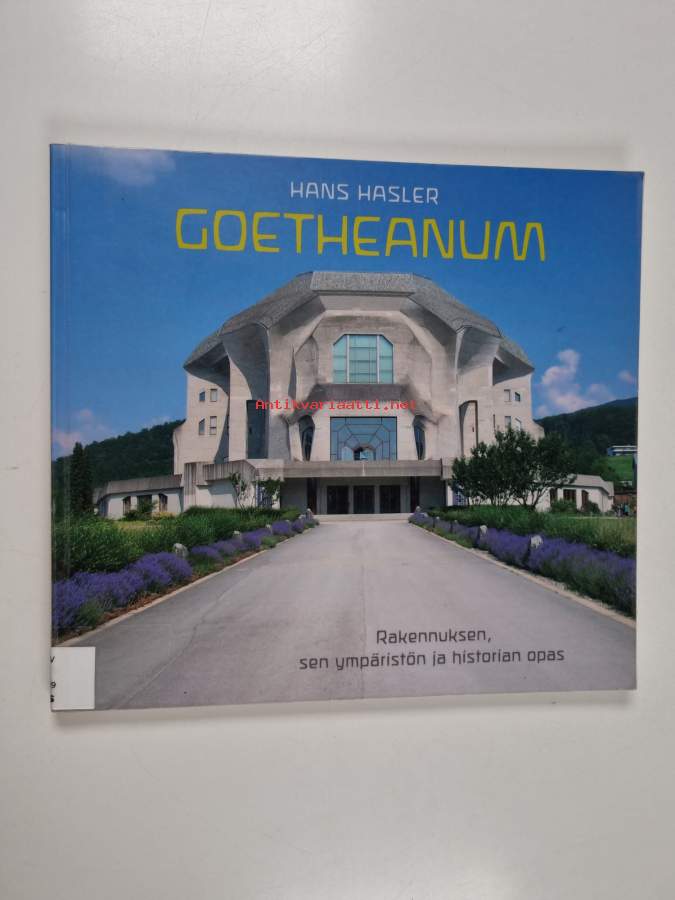 HANS HASLER
GOETHEANUM
Antikvariaatti.net
Rakennuksen,
sen ympäristön ja historian opas